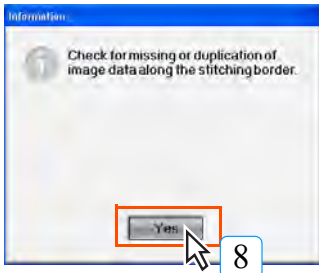 Information
Check for missing or duplication of
image data along the stitching border.
Yes
8